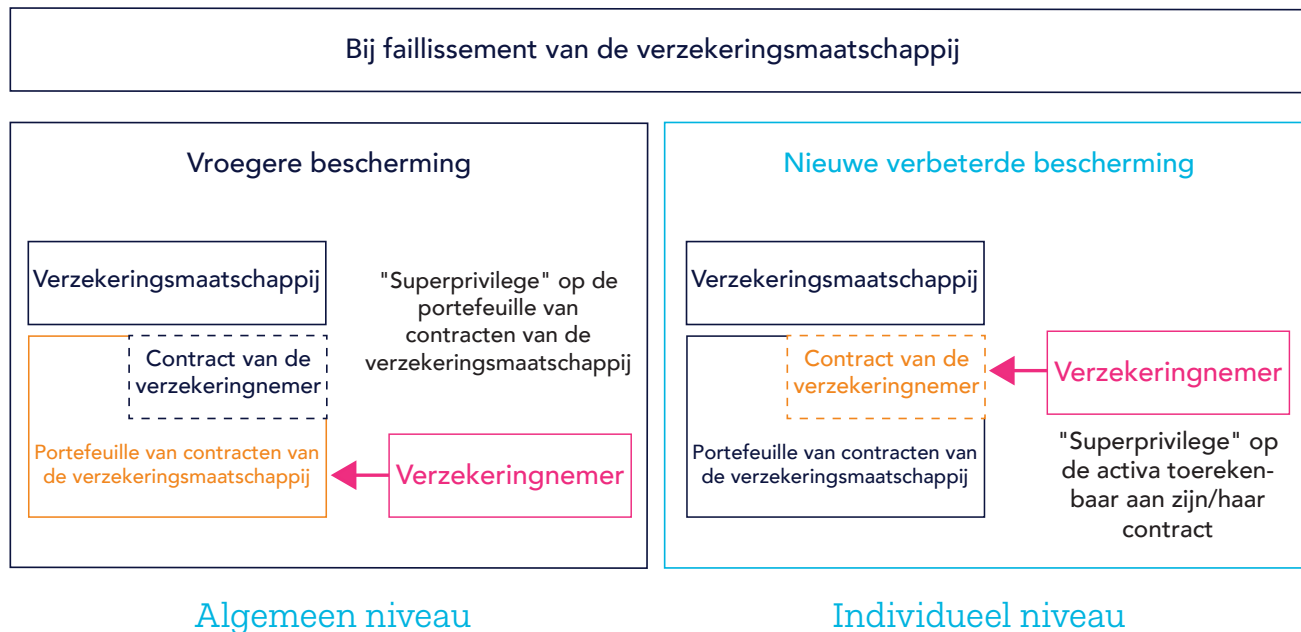 Bij faillissement van de verzekeringsmaatschappij
Vroegere bescherming
Verzekeringsmaatschappij
"Superprivilege" op de
portefeuille van
contracten van de
verzekeringsmaatschappij
Contract van de
verzekeringnemer
Portefeuille van contracten van
de verzekeringsmaatschappij
Verzekeringnemer
Algemeen niveau
Nieuwe verbeterde bescherming
Verzekeringsmaatschappij
Contract van de
verzekeringnemer
Verzekeringnemer
Portefeuille van contracten van
de verzekeringsmaatschappij
"Superprivilege" op
de activa toereken-
baar aan zijn/haar
contract
Individueel niveau